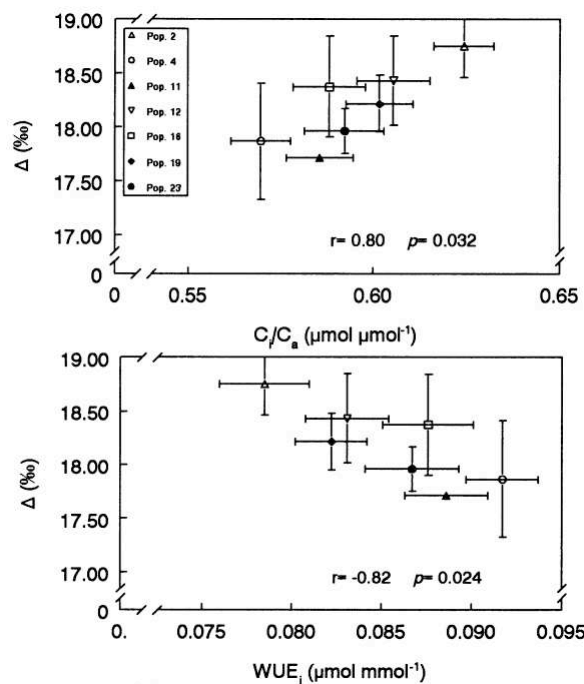 19.00
18.50
18.00
17.50
17.00
0
Δ (‰)
Pop. 2
Pop. 4
Pop. 11
Pop. 12
Pop. 16
Pop. 19
Pop. 23
r= 0.80 p= 0.032
0 0.55 0.60 0.65
Cᵢ/Cₐ (μmol μmol⁻¹)
19.00
18.50
18.00
17.50
17.00
0
Δ (‰)
r= -0.82 p= 0.024
0. 0.075 0.080 0.085 0.090 0.095
WUEᵢ (μmol mmol⁻¹)